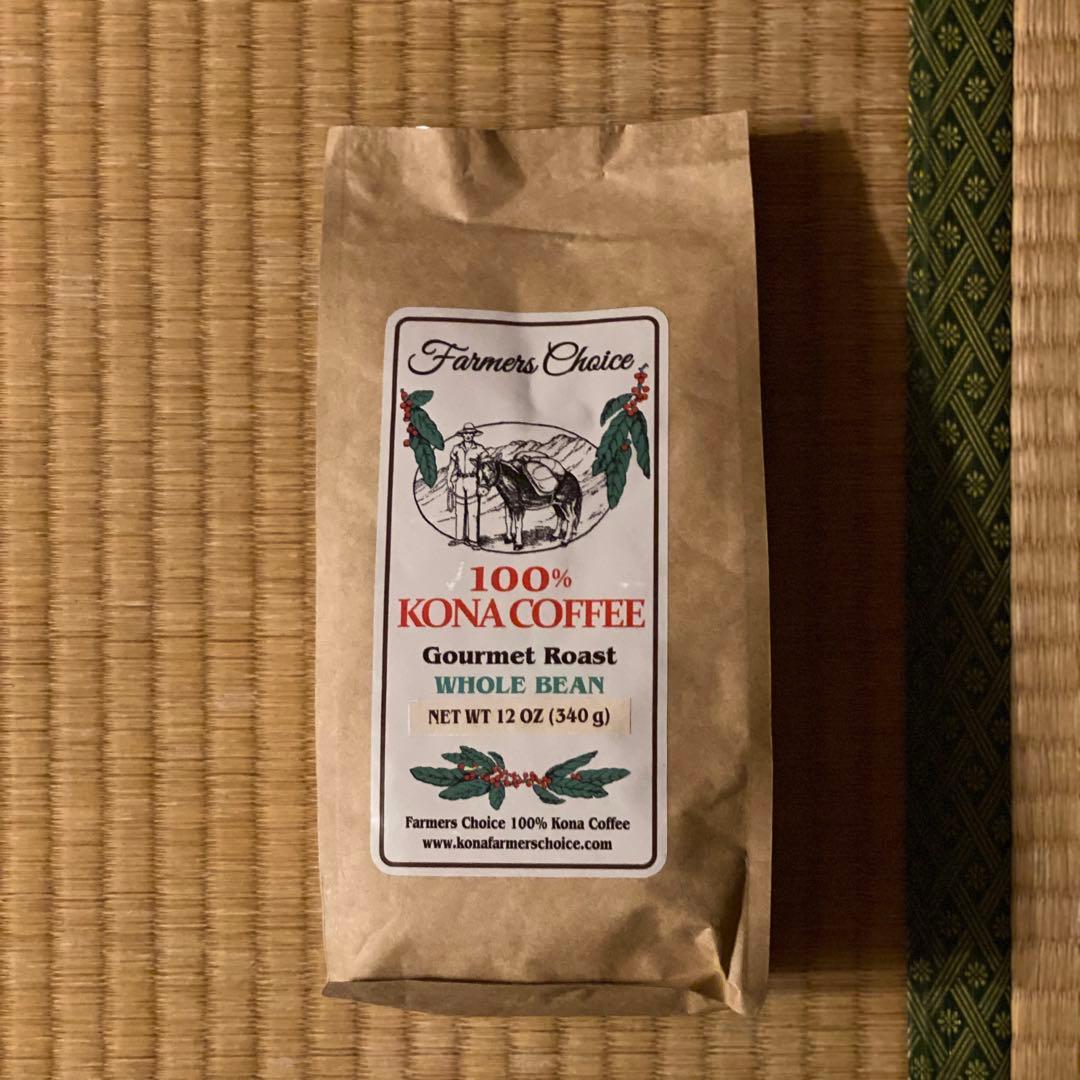 Farmers Choice
100%
KONA COFFEE
Gourmet Roast
WHOLE BEAN
NET WT 12 OZ (340 g)
Farmers Choice 100% Kona Coffee
www.konafarmerschoice.com